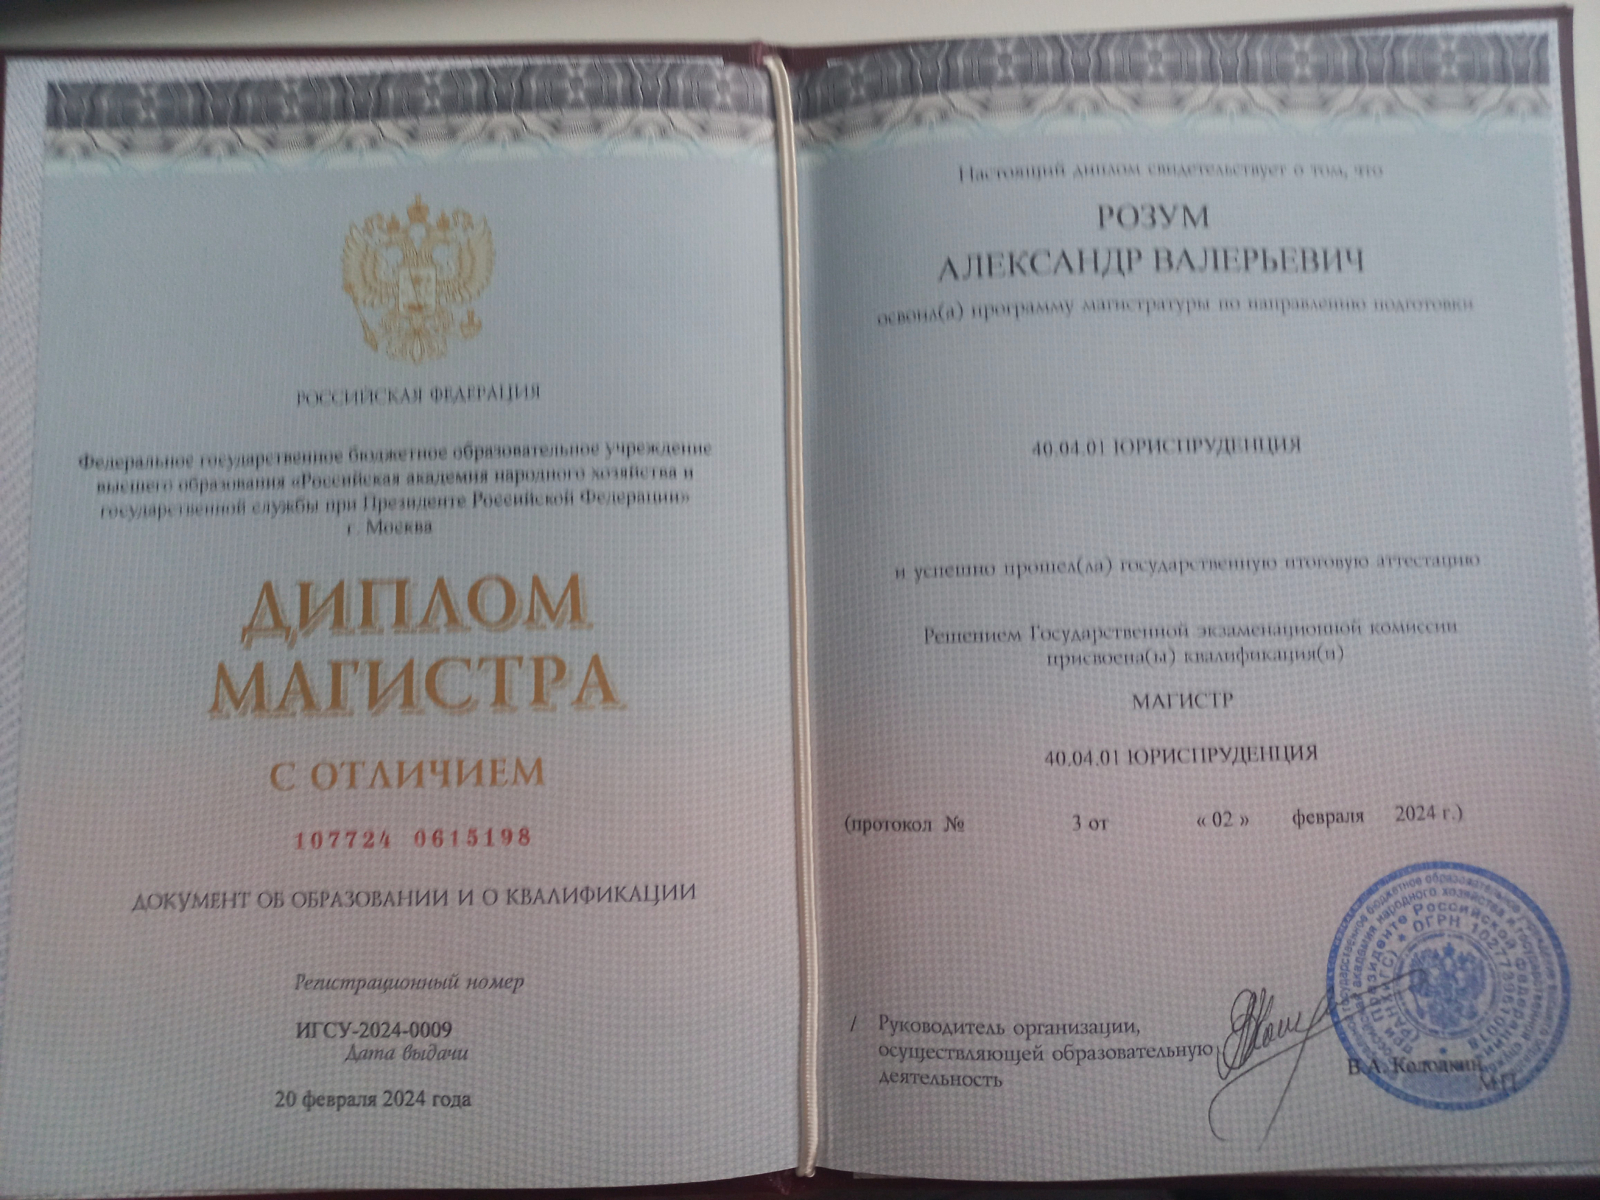 РОССИЙСКАЯ ФЕДЕРАЦИЯ
Федеральное государственное бюджетное образовательное учреждение
высшего образования «Российская академия народного хозяйства и
государственной службы при Президенте Российской Федерации»
г. Москва
ДИПЛОМ
МАГИСТРА
С ОТЛИЧИЕМ
107724 0615198
ДОКУМЕНТ ОБ ОБРАЗОВАНИИ И О КВАЛИФИКАЦИИ
Регистрационный номер
ИГСУ-2024-0009
Дата выдачи
20 февраля 2024 года
Настоящий диплом свидетельствует о том, что
РОЗУМ
АЛЕКСАНДР ВАЛЕРЬЕВИЧ
освоил(а) программу магистратуры по направлению подготовки
40.04.01 ЮРИСПРУДЕНЦИЯ
и успешно прошел(ла) государственную итоговую аттестацию
Решением Государственной экзаменационной комиссии
присвоена(ы) квалификация(и)
МАГИСТР
40.04.01 ЮРИСПРУДЕНЦИЯ
(протокол № 3 от « 02 » февраля 2024 г.)
/ Руководитель организации,
осуществляющей образовательную
деятельность
В.А. Колодкин
МП